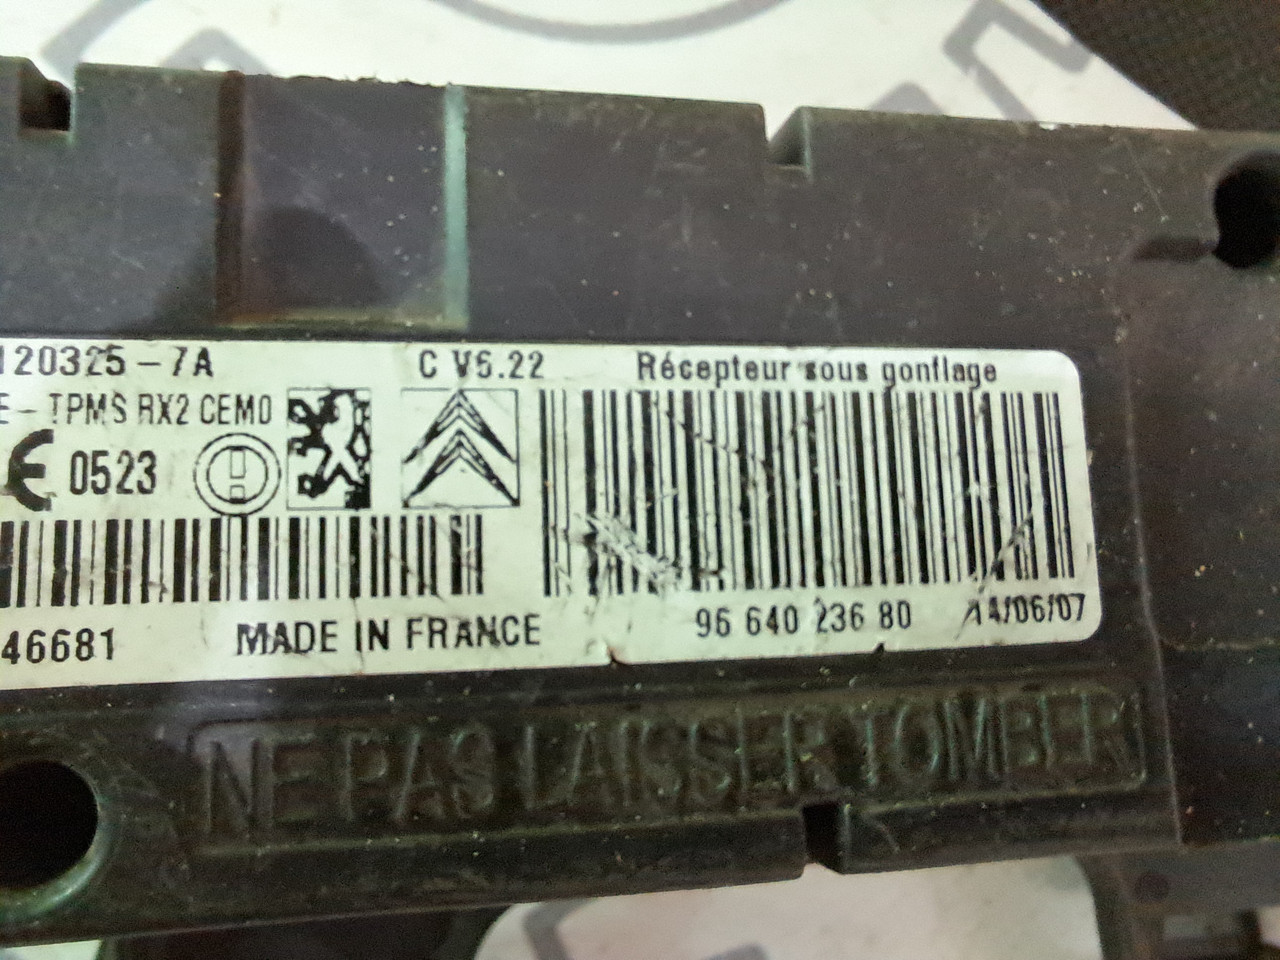 120325-7A
C V6.22
Récepteur sous gonflage
E - TPMS RX2 CEM0
CE 0523
46681
MADE IN FRANCE
96 640 236 80
14/06/07
NE PAS LAISSER TOMBER